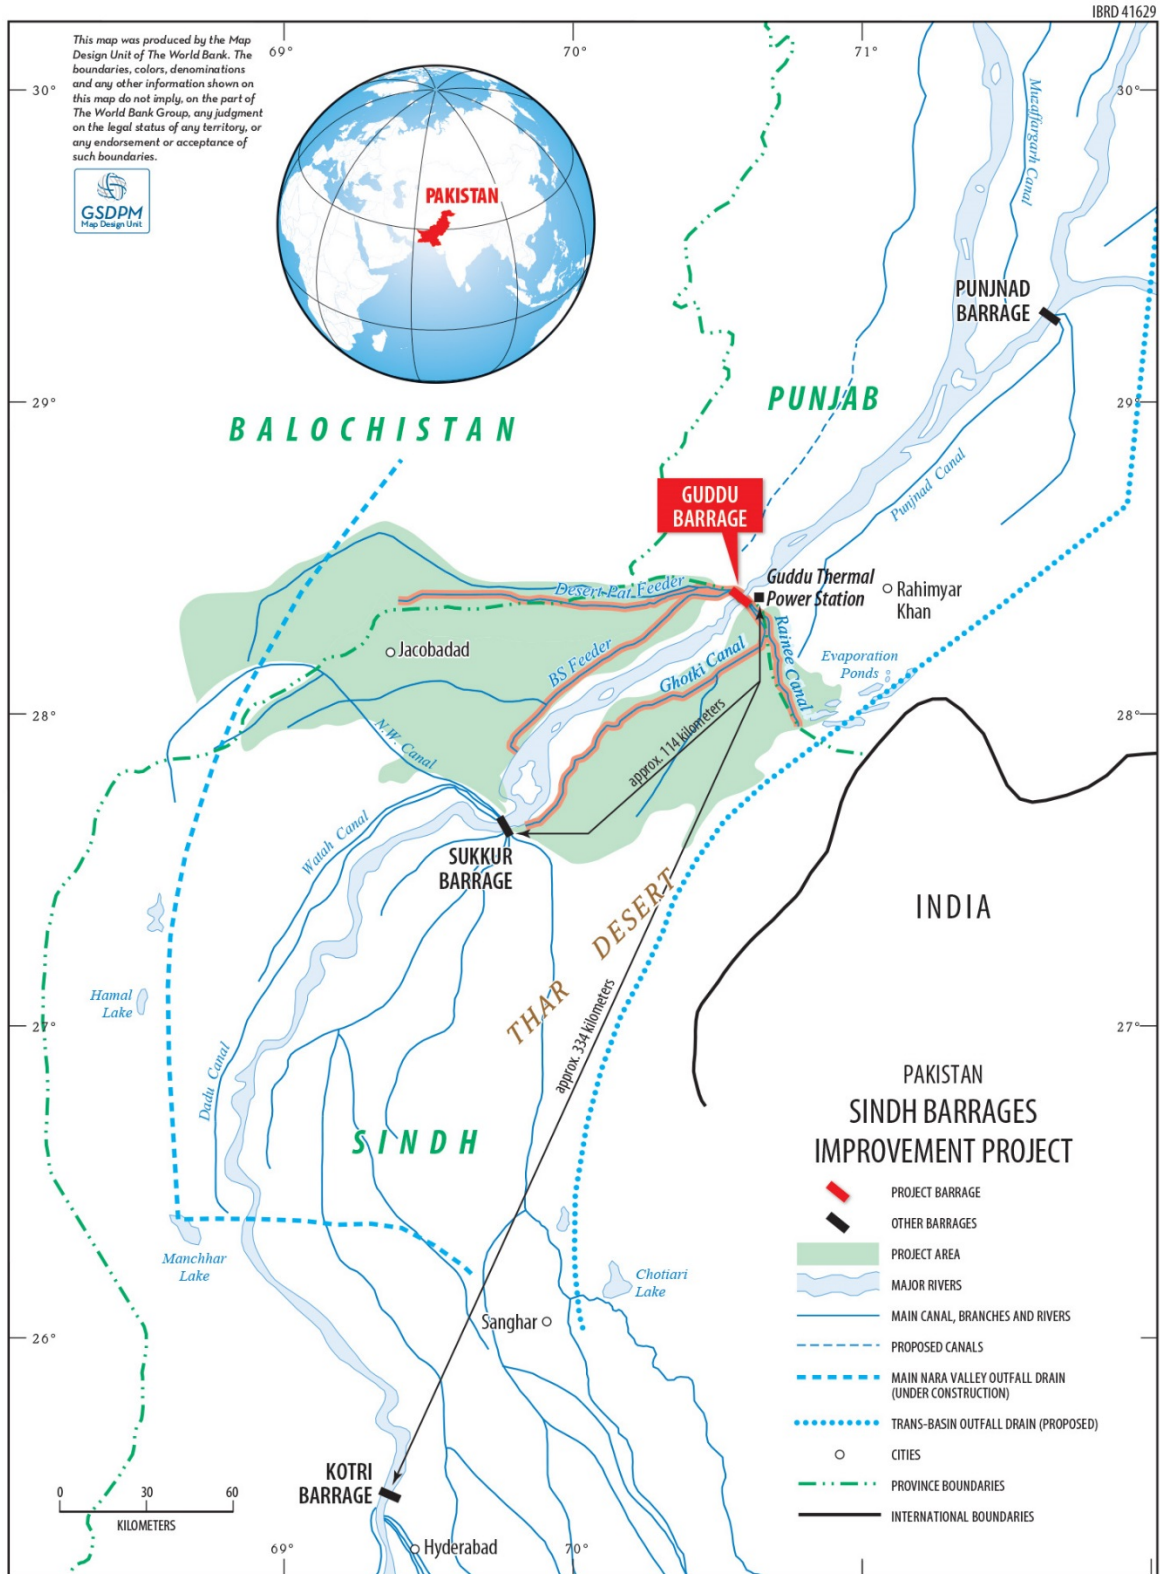 IBRD 41629
This map was produced by the Map
Design Unit of The World Bank. The
boundaries, colors, denominations
and any other information shown on
this map do not imply, on the part of
The World Bank Group, any judgment
on the legal status of any territory, or
any endorsement or acceptance of
such boundaries.
GSDPM
Map Design Unit
69°
70°
71°
30°
30°
PAKISTAN
Muzaffargarh Canal
PUNJNAD
BARRAGE
29°
29°
BALOCHISTAN
PUNJAB
Punjnad Canal
GUDDU
BARRAGE
Guddu Thermal
Power Station
Rahimyar
Khan
Desert Pat Feeder
Jacobadad
BS Feeder
Ghotki Canal
Rainee Canal
Evaporation
Ponds
28°
28°
N.W. Canal
approx. 114 kilometers
Watah Canal
SUKKUR
BARRAGE
THAR DESERT
INDIA
Hamal
Lake
27°
27°
approx. 334 kilometers
Dadu Canal
SINDH
Manchhar
Lake
Chotiari
Lake
Sanghar
26°
KOTRI
BARRAGE
Hyderabad
0 30 60
KILOMETERS
69°
70°
PAKISTAN
SINDH BARRAGES
IMPROVEMENT PROJECT
PROJECT BARRAGE
OTHER BARRAGES
PROJECT AREA
MAJOR RIVERS
MAIN CANAL, BRANCHES AND RIVERS
PROPOSED CANALS
MAIN NARA VALLEY OUTFALL DRAIN
(UNDER CONSTRUCTION)
TRANS-BASIN OUTFALL DRAIN (PROPOSED)
CITIES
PROVINCE BOUNDARIES
INTERNATIONAL BOUNDARIES